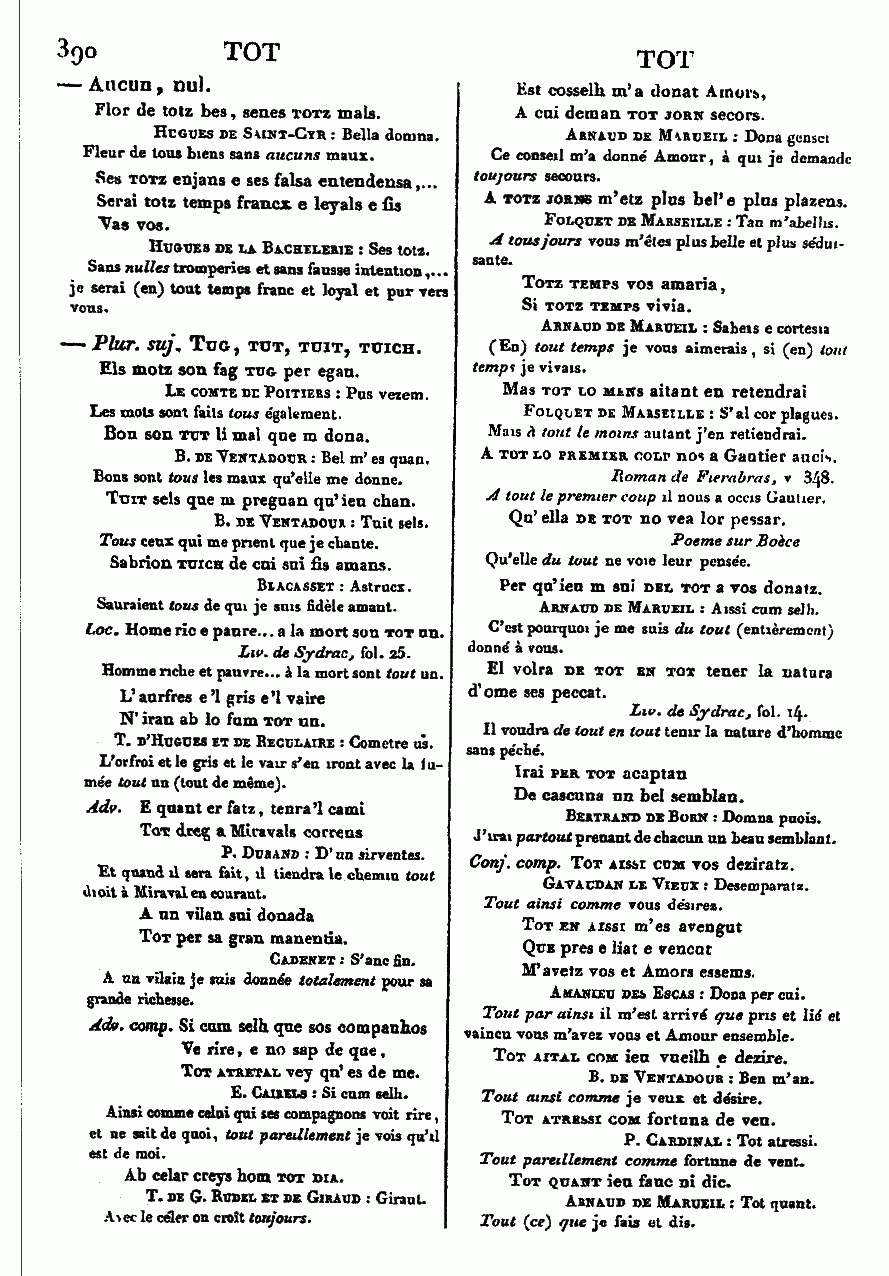 390 TOT
— Aucun, nul.
Flor de totz bes, senes TOTZ mals.
HUGUES DE SAINT-CYR : Bella domna.
Fleur de tous biens sans aucuns maux.
Ses TOTZ enjans e ses falsa entendensa,...
Serai totz temps francx e leyals e fis
Vas vos.
HUGUES DE LA BACHELERIE : Ses totz.
Sans nulles tromperies et sans fausse intention,...
je serai (en) tout temps franc et loyal et pur vers
vous.
— Plur. suj. TUG, TUT, TUIT, TUICH.
Els motz son fag TUG per egau.
LE COMTE DE POITIERS : Pus vezem.
Les mots sont faits tous également.
Bon son TUT li mal que m dona.
B. DE VENTADOUR : Bel m'es quan.
Bons sont tous les maux qu'elle me donne.
TUIT sels que m preguan qu'ieu chan.
B. DE VENTADOUR : Tuit sels.
Tous ceux qui me prient que je chante.
Sabrion TUICH de cui sui fis amans.
BLACASSET : Astrucx.
Sauraient tous de qui je suis fidèle amant.
Loc. Home ric e paure... a la mort son TOT un.
Liv. de Sydrac, fol. 25.
Homme riche et pauvre... à la mort sont tout un.
L'aurfres e'l gris e'l vaire
N'iran ab lo fum TOT un.
T. D'HUGUES ET DE RECULAIRE : Cometre us.
L'orfroi et le gris et le vair s'en iront avec la fu-
mée tout un (tout de même).
Adv. E quant er fatz, tenra'l cami
TOT dreg a Miravals correns
P. DURAND : D'un sirventes.
Et quand il sera fait, il tiendra le chemin tout
droit à Miraval en courant.
A un vilan sui donada
TOT per sa gran manentia.
CADENET : S'anc fin.
A un vilain je suis donnée totalement pour sa
grande richesse.
Adv. comp. Si cum selh que sos companhos
Ve rire, e no sap de que,
TOT ATRETAL vey qu'es de me.
E. CAIRELS : Si cum selh.
Ainsi comme celui qui ses compagnons voit rire,
et ne sait de quoi, tout pareillement je vois qu'il
est de moi.
Ab celar creys hom TOT DIA.
T. DE G. RUDEL ET DE GIRAUD : Giraut.
Avec le céler on croît toujours.
TOT
Est cosselh m'a donat Amors,
A cui deman TOT JORN secors.
ARNAUD DE MARUEIL : Dona genser
Ce conseil m'a donné Amour, à qui je demande
toujours secours.
A TOTZ JORNS m'etz plus bel'e plus plazens.
FOLQUET DE MARSEILLE : Tan m'abellis.
A tousjours vous m'êtes plus belle et plus sédui-
sante.
TOTZ TEMPS vos amaria,
Si TOTZ TEMPS vivia.
ARNAUD DE MARUEIL : Sabers e cortesia
(En) tout temps je vous aimerais, si (en) tout
temps je vivais.
Mas TOT LO MENS aitant en retendrai
FOLQUET DE MARSEILLE : S'al cor plagues.
Mais à tout le moins autant j'en retiendrai.
A TOT LO PREMIER COLP nos a Gautier aucis.
Roman de Fierabras, v 348.
A tout le premier coup il nous a occis Gautier.
Qu'ella DE TOT no vea lor pessar.
Poeme sur Boèce
Qu'elle du tout ne voie leur pensée.
Per qu'ieu m sui DEL TOT a vos donatz.
ARNAUD DE MARUEIL : Aissi cum selh.
C'est pourquoi je me suis du tout (entièrement)
donné à vous.
El volra DE TOT EN TOT tener la natura
d'ome ses peccat.
Liv. de Sydrac, fol. 14.
Il voudra de tout en tout tenir la nature d'homme
sans péché.
Irai PER TOT acaptan
De cascuna un bel semblan.
BERTRAND DE BORN : Domna puois.
J'irai partout prenant de chacun un beau semblant.
Conj. comp. TOT AISSI CUM vos deziratz.
GAVAUDAN LE VIEUX : Desemparatz.
Tout ainsi comme vous désirez.
TOT EN AISSI m'es avengut
QUE pres e liat e vencut
M'avetz vos et Amors essems.
AMANIEU DES ESCAS : Dona per cui.
Tout par ainsi il m'est arrivé que pris et lié et
vaincu vous m'avez vous et Amour ensemble.
TOT AITAL COM ieu vueilh e dezire.
B. DE VENTADOUR : Ben m'an.
Tout ainsi comme je veux et désire.
TOT ATRESSI COM fortuna de ven.
P. CARDINAL : Tot atressi.
Tout pareillement comme fortune de vent.
TOT QUANT ieu fauc ni dic.
ARNAUD DE MARUEIL : Tot quant.
Tout (ce) que je fais et dis.